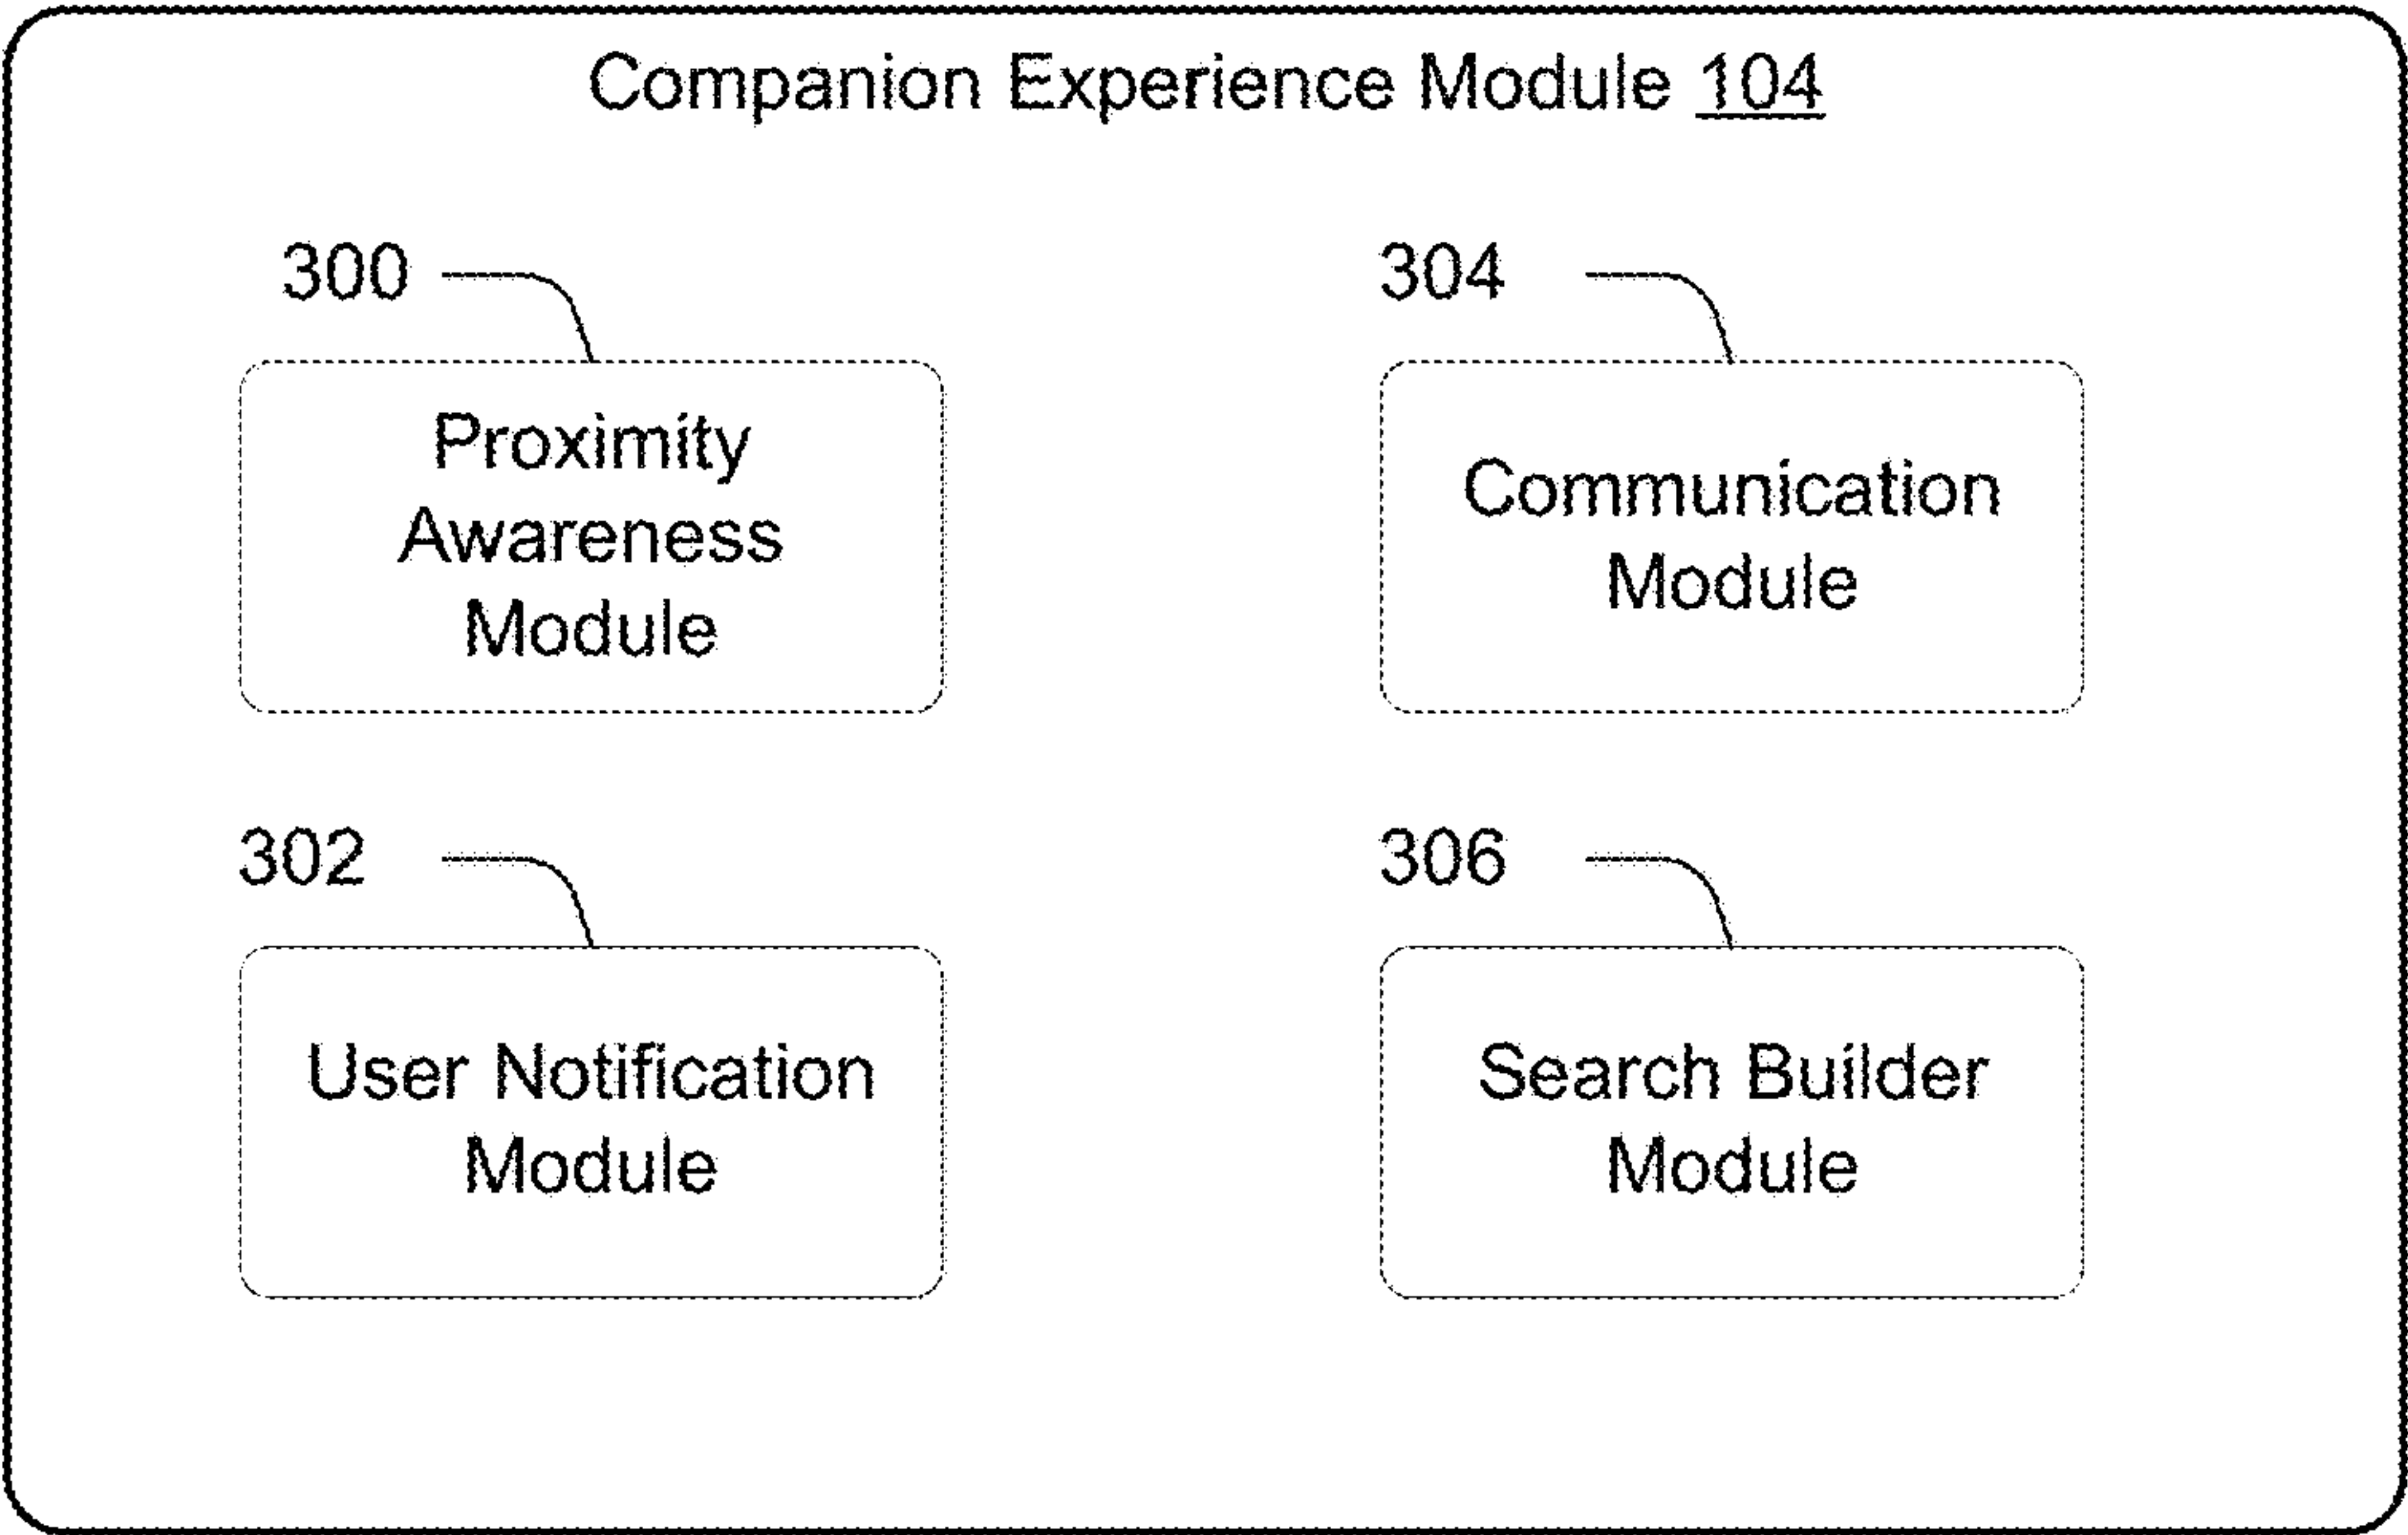 Companion Experience Module 104
300
Proximity
Awareness
Module
304
Communication
Module
302
User Notification
Module
306
Search Builder
Module